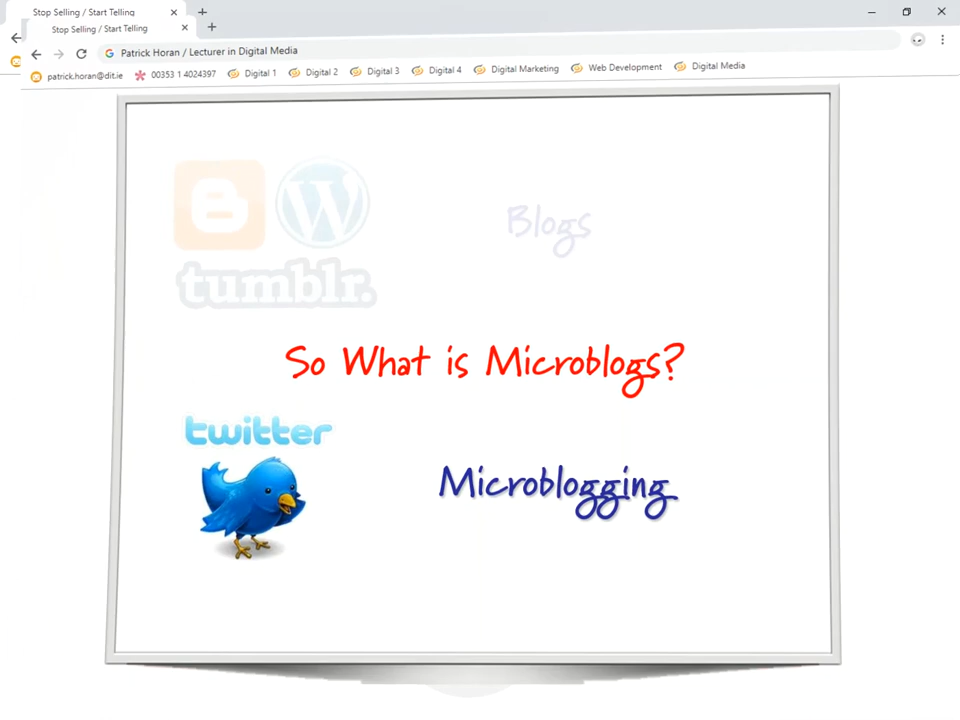 Stop Selling / Start Telling
Stop Selling / Start Telling
Patrick Horan / Lecturer in Digital Media
patrick.horan@dit.ie 00353 1 4024397 Digital 1 Digital 2 Digital 3 Digital 4 Digital Marketing Web Development Digital Media
Blogs
tumblr.
So What is Microblogs?
twitter
Microblogging